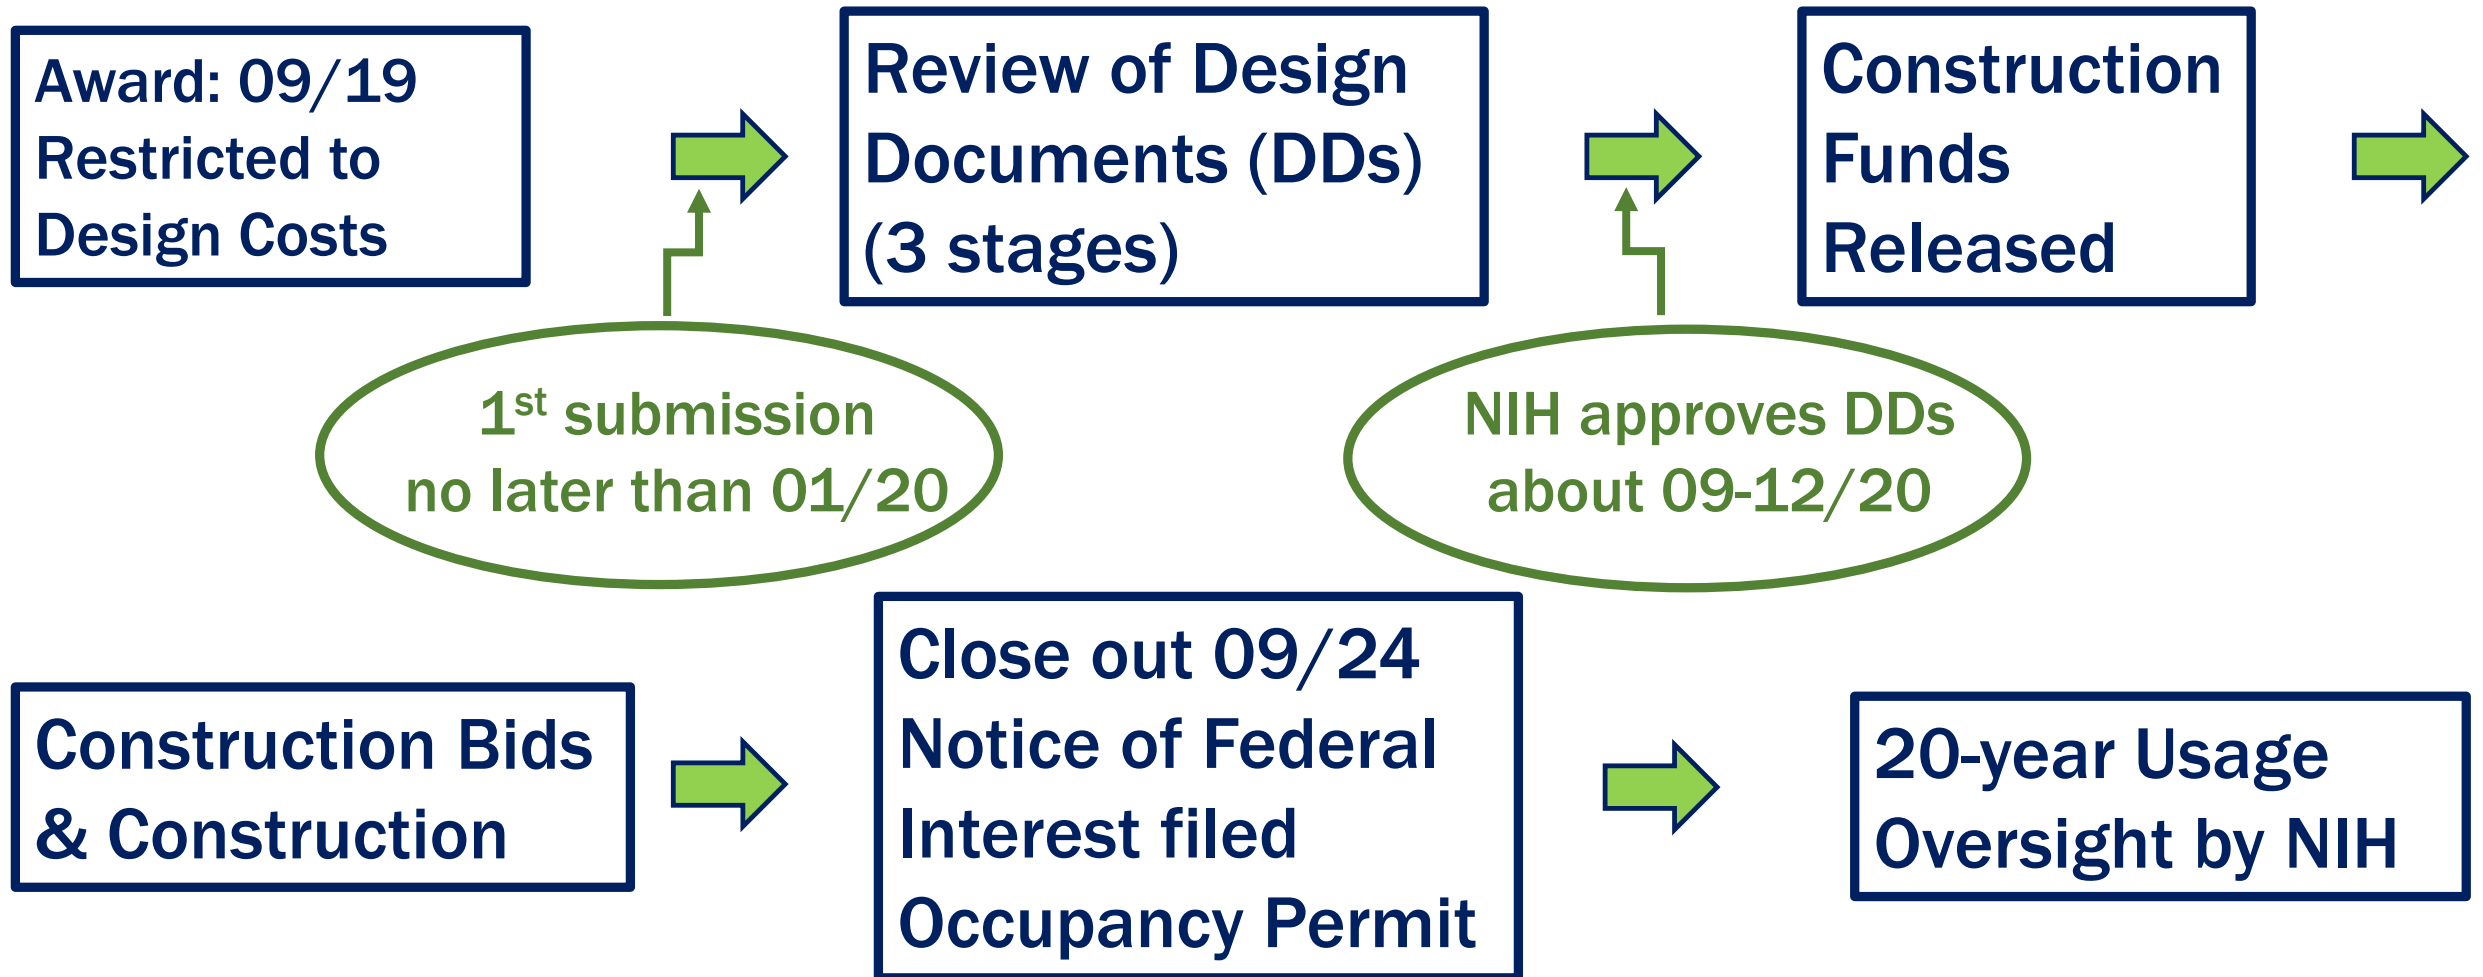 Award: 09/19
Restricted to
Design Costs
Review of Design
Documents (DDs)
(3 stages)
Construction
Funds
Released
1st submission
no later than 01/20
NIH approves DDs
about 09-12/20
Construction Bids
& Construction
Close out 09/24
Notice of Federal
Interest filed
Occupancy Permit
20-year Usage
Oversight by NIH